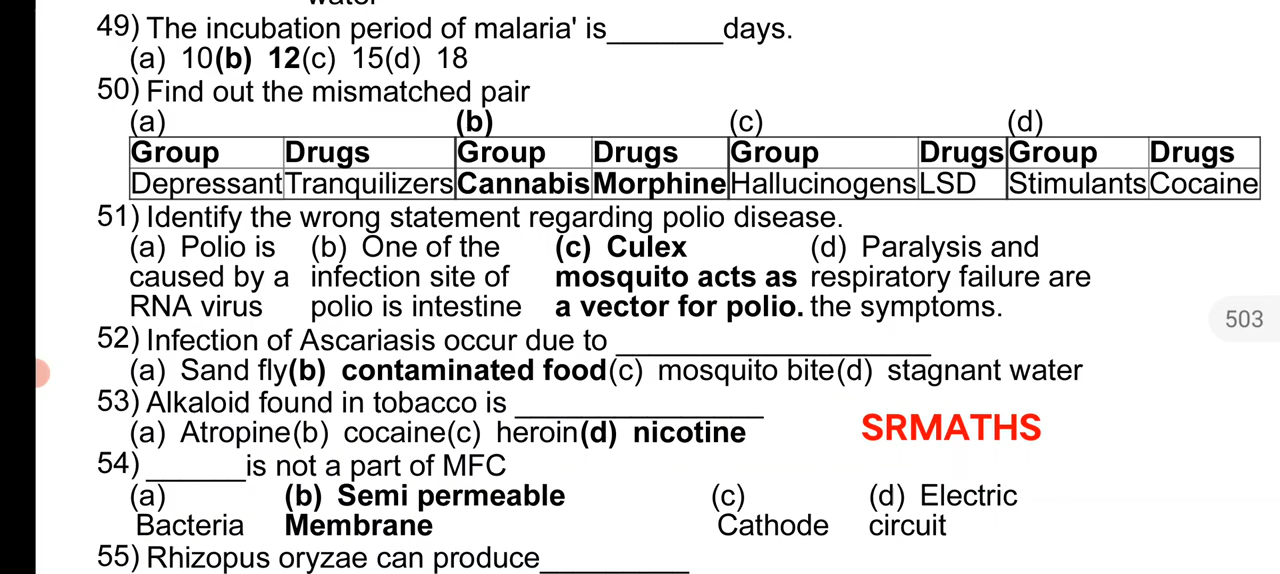 water
49) The incubation period of malaria' is_______days.
(a) 10(b) 12(c) 15(d) 18
50) Find out the mismatched pair
(a) (b) (c) (d)
Group Drugs Group Drugs Group Drugs Group Drugs
Depressant Tranquilizers Cannabis Morphine Hallucinogens LSD Stimulants Cocaine
51) Identify the wrong statement regarding polio disease.
(a) Polio is (b) One of the (c) Culex (d) Paralysis and
caused by a infection site of mosquito acts as respiratory failure are
RNA virus polio is intestine a vector for polio. the symptoms.
503
52) Infection of Ascariasis occur due to ___________________
(a) Sand fly(b) contaminated food(c) mosquito bite(d) stagnant water
53) Alkaloid found in tobacco is _______________
(a) Atropine(b) cocaine(c) heroin(d) nicotine
SRMATHS
54)______is not a part of MFC
(a) (b) Semi permeable (c) (d) Electric
Bacteria Membrane Cathode circuit
55) Rhizopus oryzae can produce_________